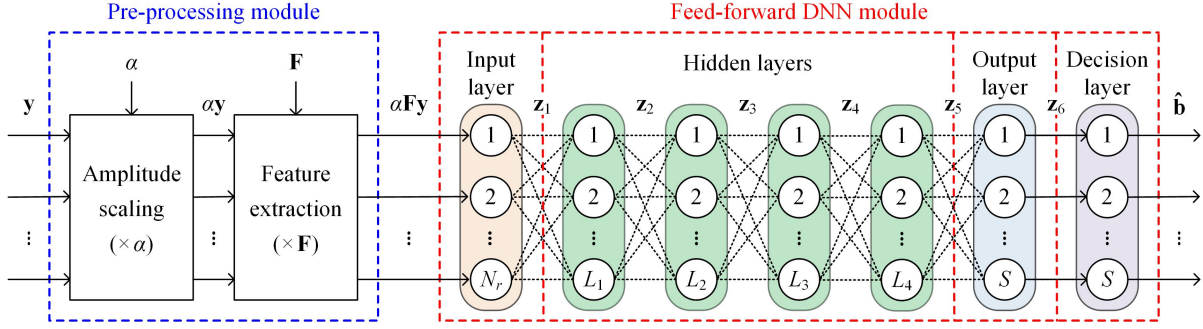 Pre-processing module
Feed-forward DNN module
α
F
Input
layer
Hidden layers
Output
layer
Decision
layer
y
αy
αFy
z₁
z₂
z₃
z₄
z₅
z₆
b̂
Amplitude
scaling
(×α)
Feature
extraction
(×F)
1 1 1 1 1 1 1
2 2 2 2 2 2 2
⋮ ⋮ ⋮ ⋮ ⋮ ⋮ ⋮ ⋮ ⋮ ⋮ ⋮
Nᵣ L₁ L₂ L₃ L₄ S S